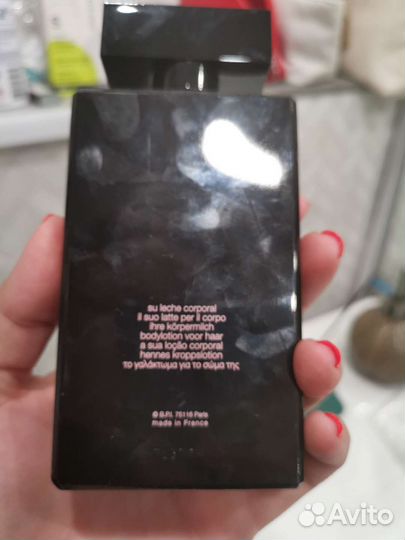 su leche corporal
il suo latte per il corpo
ihre körpermilch
bodylotion voor haar
a sua loção corporal
hennes kroppslotion
το γαλάκτωμα για το σώμα της
© B.P.I. 75116 Paris
made in France
Avito